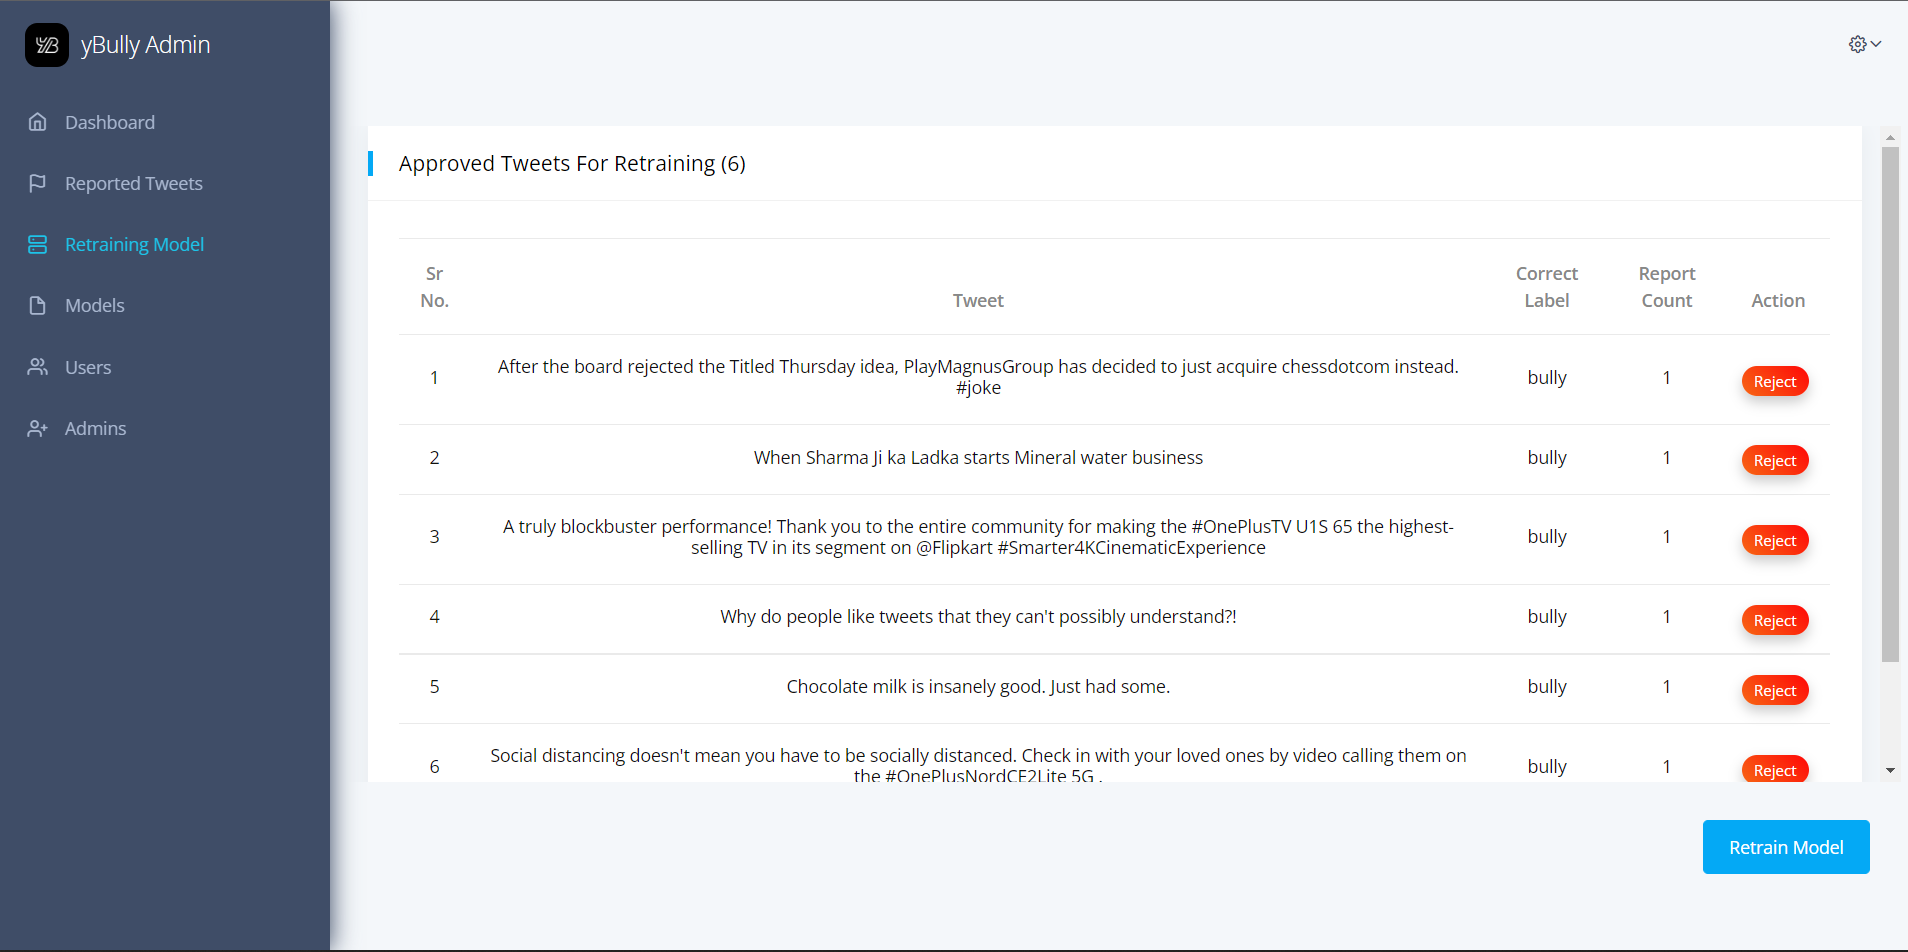 YB
yBully Admin
Dashboard
Reported Tweets
Retraining Model
Models
Users
Admins
Approved Tweets For Retraining (6)
Sr
No.
Tweet
Correct
Label
Report
Count
Action
1
After the board rejected the Titled Thursday idea, PlayMagnusGroup has decided to just acquire chessdotcom instead.
#joke
bully
1
Reject
2
When Sharma Ji ka Ladka starts Mineral water business
bully
1
Reject
3
A truly blockbuster performance! Thank you to the entire community for making the #OnePlusTV U1S 65 the highest-
selling TV in its segment on @Flipkart #Smarter4KCinematicExperience
bully
1
Reject
4
Why do people like tweets that they can't possibly understand?!
bully
1
Reject
5
Chocolate milk is insanely good. Just had some.
bully
1
Reject
6
Social distancing doesn't mean you have to be socially distanced. Check in with your loved ones by video calling them on
the #OnePlusNordCE2Lite 5G .
bully
1
Reject
Retrain Model